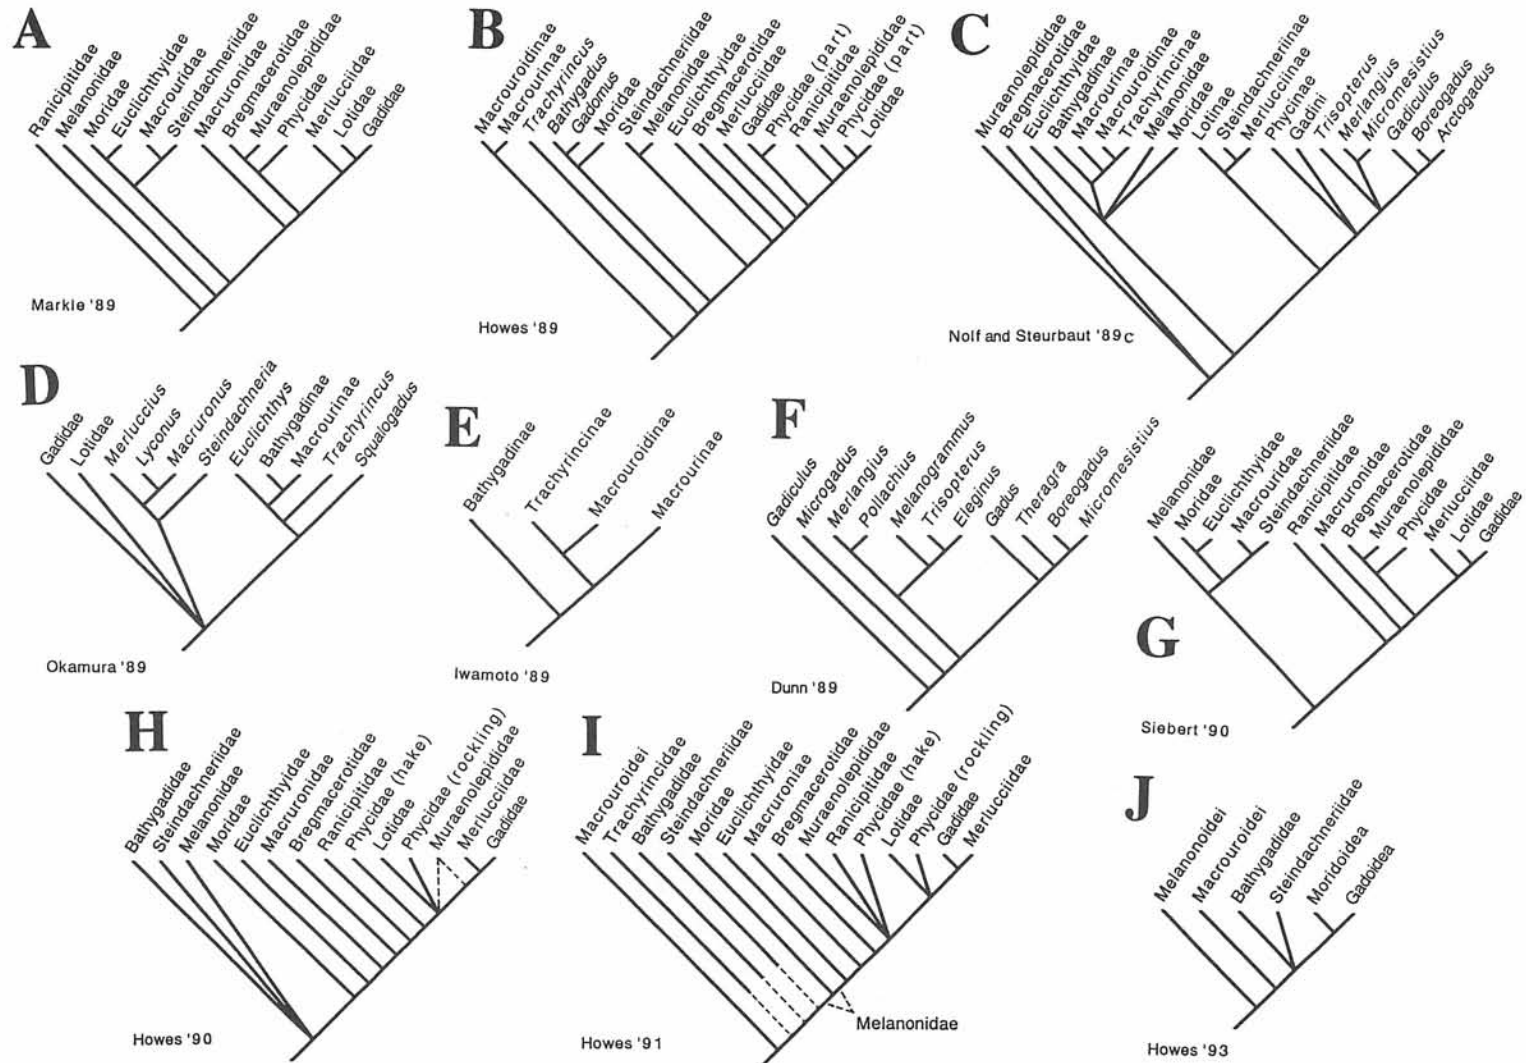 A
Ranicipitidae
Melanonidae
Moridae
Euclichthyidae
Macrouridae
Steindachneriidae
Macruronidae
Bregmacerotidae
Muraenolepididae
Phycidae
Merlucciidae
Lotidae
Gadidae
Markle '89
B
Macrouroidinae
Macrourinae
Trachyrincus
Bathygadus
Gadomus
Moridae
Steindachneriidae
Melanonidae
Euclichthyidae
Bregmacerotidae
Merlucciidae
Gadidae
Phycidae (part)
Ranicipitidae
Muraenolepididae
Phycidae (part)
Lotidae
Howes '89
C
Muraenolepididae
Bregmacerotidae
Euclichthyidae
Bathygadinae
Macrourinae
Macrouroidinae
Trachyrincinae
Melanonidae
Moridae
Lotinae
Steindachneriinae
Merlucciinae
Phycinae
Gadini
Trisopterus
Merlangius
Micromesistius
Gadiculus
Boreogadus
Arctogadus
Nolf and Steurbaut '89c
D
Gadidae
Lotidae
Merluccius
Lyconus
Macruronus
Steindachneria
Euclichthys
Bathygadinae
Macrourinae
Trachyrincus
Squalogadus
Okamura '89
E
Bathygadinae
Trachyrincinae
Macrouroidinae
Macrourinae
Iwamoto '89
F
Gadiculus
Microgadus
Merlangius
Pollachius
Melanogrammus
Trisopterus
Eleginus
Gadus
Theragra
Boreogadus
Micromesistius
Dunn '89
G
Melanonidae
Moridae
Euclichthyidae
Macrouridae
Steindachneriidae
Ranicipitidae
Macruronidae
Bregmacerotidae
Muraenolepididae
Phycidae
Merlucciidae
Lotidae
Gadidae
Siebert '90
H
Bathygadidae
Steindachneriidae
Melanonidae
Moridae
Euclichthyidae
Macruronidae
Bregmacerotidae
Ranicipitidae
Phycidae (hake)
Lotidae
Phycidae (rockling)
Muraenolepididae
Merlucciidae
Gadidae
Howes '90
I
Macrouroidei
Trachyrincidae
Bathygadidae
Steindachneriidae
Moridae
Euclichthyidae
Macruroniae
Bregmacerotidae
Muraenolepididae
Ranicipitidae
Phycidae (hake)
Lotidae
Phycidae (rockling)
Gadidae
Merlucciidae
Melanonidae
Howes '91
J
Melanonoidei
Macrouroidei
Bathygadidae
Steindachneriidae
Moridoidea
Gadoidea
Howes '93